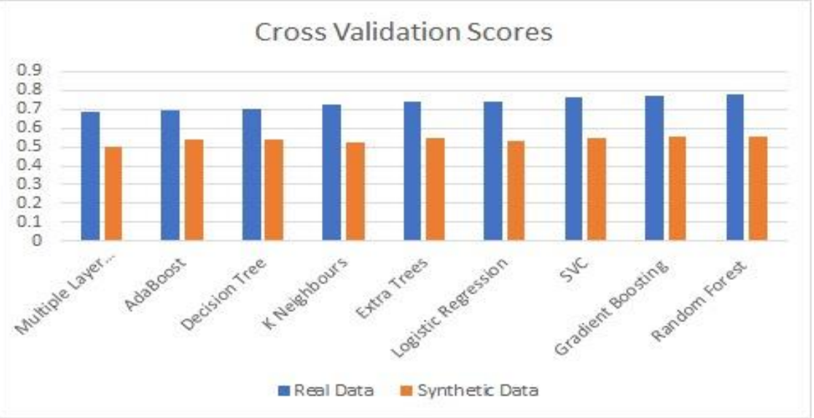 Cross Validation Scores
0.9
0.8
0.7
0.6
0.5
0.4
0.3
0.2
0.1
0
Multiple Layer...
AdaBoost
Decision Tree
K Neighbours
Extra Trees
Logistic Regression
SVC
Gradient Boosting
Random Forest
Real Data Synthetic Data